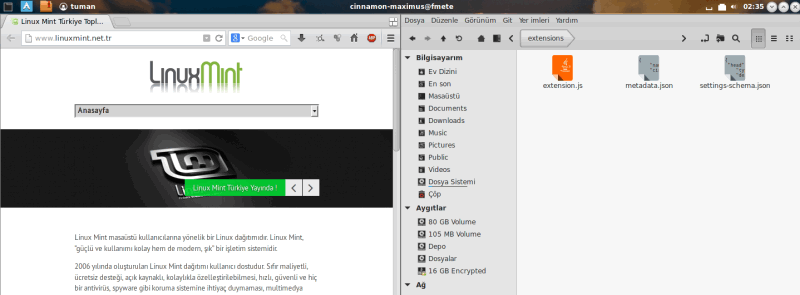 tuman
cinnamon-maximus@fmete
02:35
Linux Mint Türkiye Topl...
www.linuxmint.net.tr
Google
ABP
LinuxMint
Anasayfa
Linux Mint Türkiye Yayında !
Linux Mint masaüstü kullanıcılarına yönelik bir Linux dağıtımıdır. Linux Mint,
"güçlü ve kullanımı kolay hem de modern, şık" bir işletim sistemidir.
2006 yılında oluşturulan Linux Mint dağıtımı kullanıcı dostudur. Sıfır maliyetli,
ücretsiz desteği, açık kaynaklı, kolaylıkla özelleştirilebilmesi, hızlı, güvenli ve hiç
bir antivirüs, spyware gibi koruma sistemine ihtiyaç duymaması, multimedya
Dosya Düzenle Görünüm Git Yer imleri Yardım
extensions
Bilgisayarım
Ev Dizini
En son
Masaüstü
Documents
Downloads
Music
Pictures
Public
Videos
Dosya Sistemi
Çöp
Aygıtlar
80 GB Volume
105 MB Volume
Depo
Dosyalar
16 GB Encrypted
Ağ
extension.js
metadata.json
settings-schema.json